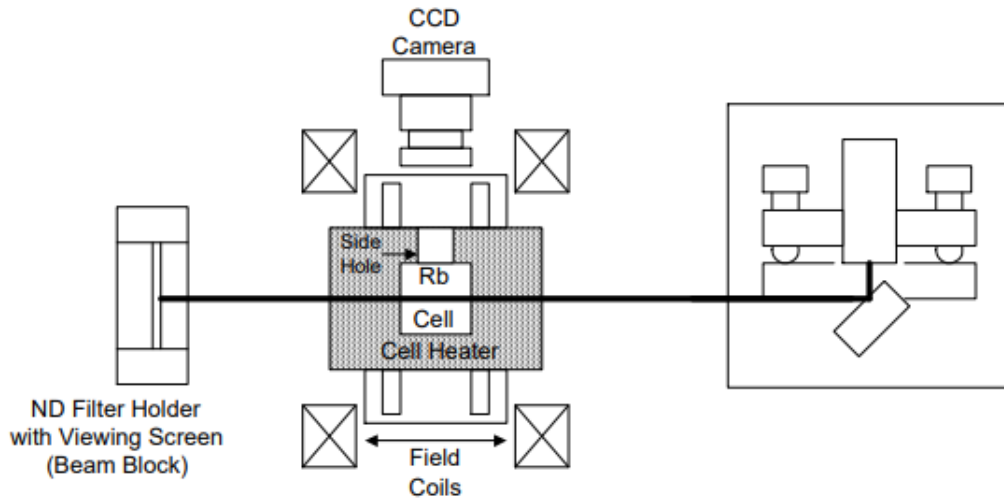 CCD
Camera
Side
Hole
Rb
Cell
Cell Heater
ND Filter Holder
with Viewing Screen
(Beam Block)
Field
Coils